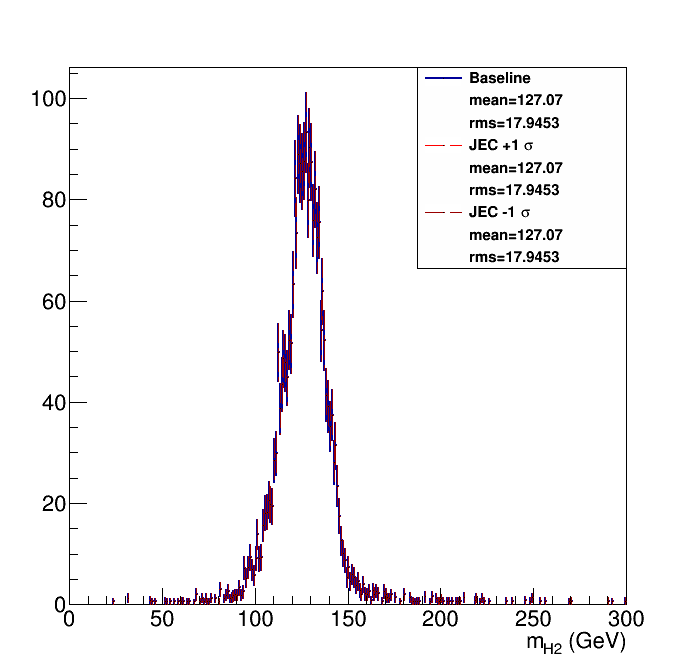 Baseline
mean=127.07
rms=17.9453
JEC +1 σ
mean=127.07
rms=17.9453
JEC -1 σ
mean=127.07
rms=17.9453
100
80
60
40
20
0
0 50 100 150 200 250 300
m_H2 (GeV)